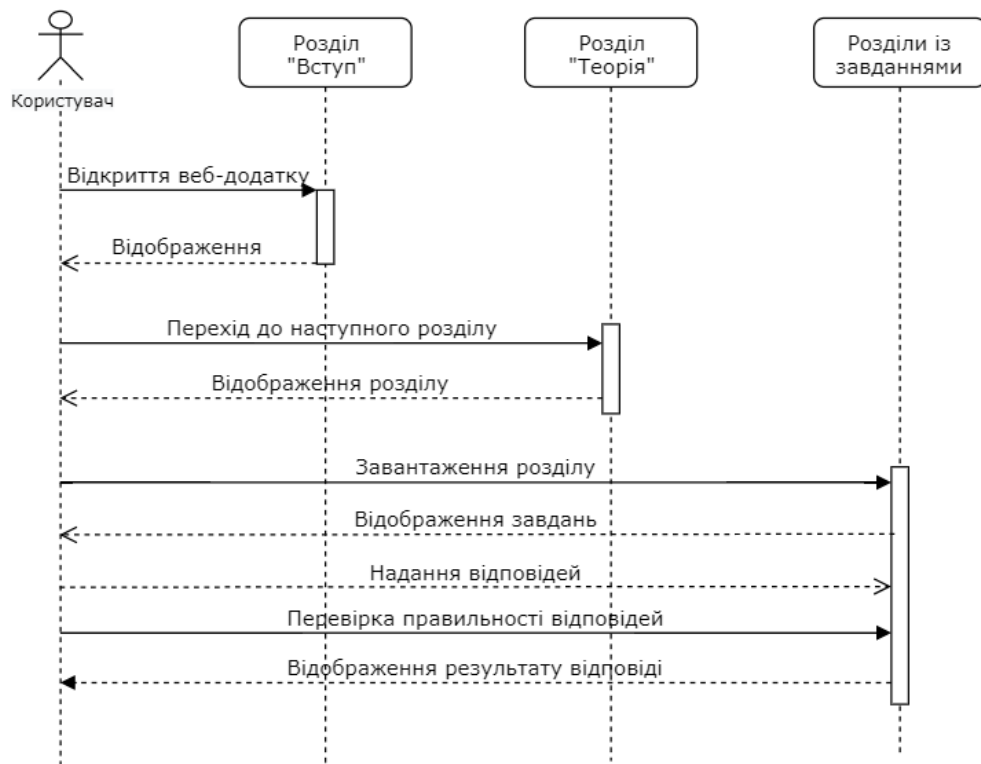 Користувач
Розділ
"Вступ"
Розділ
"Теорія"
Розділи із
завданнями
Відкриття веб-додатку
Відображення
Перехід до наступного розділу
Відображення розділу
Завантаження розділу
Відображення завдань
Надання відповідей
Перевірка правильності відповідей
Відображення результату відповіді